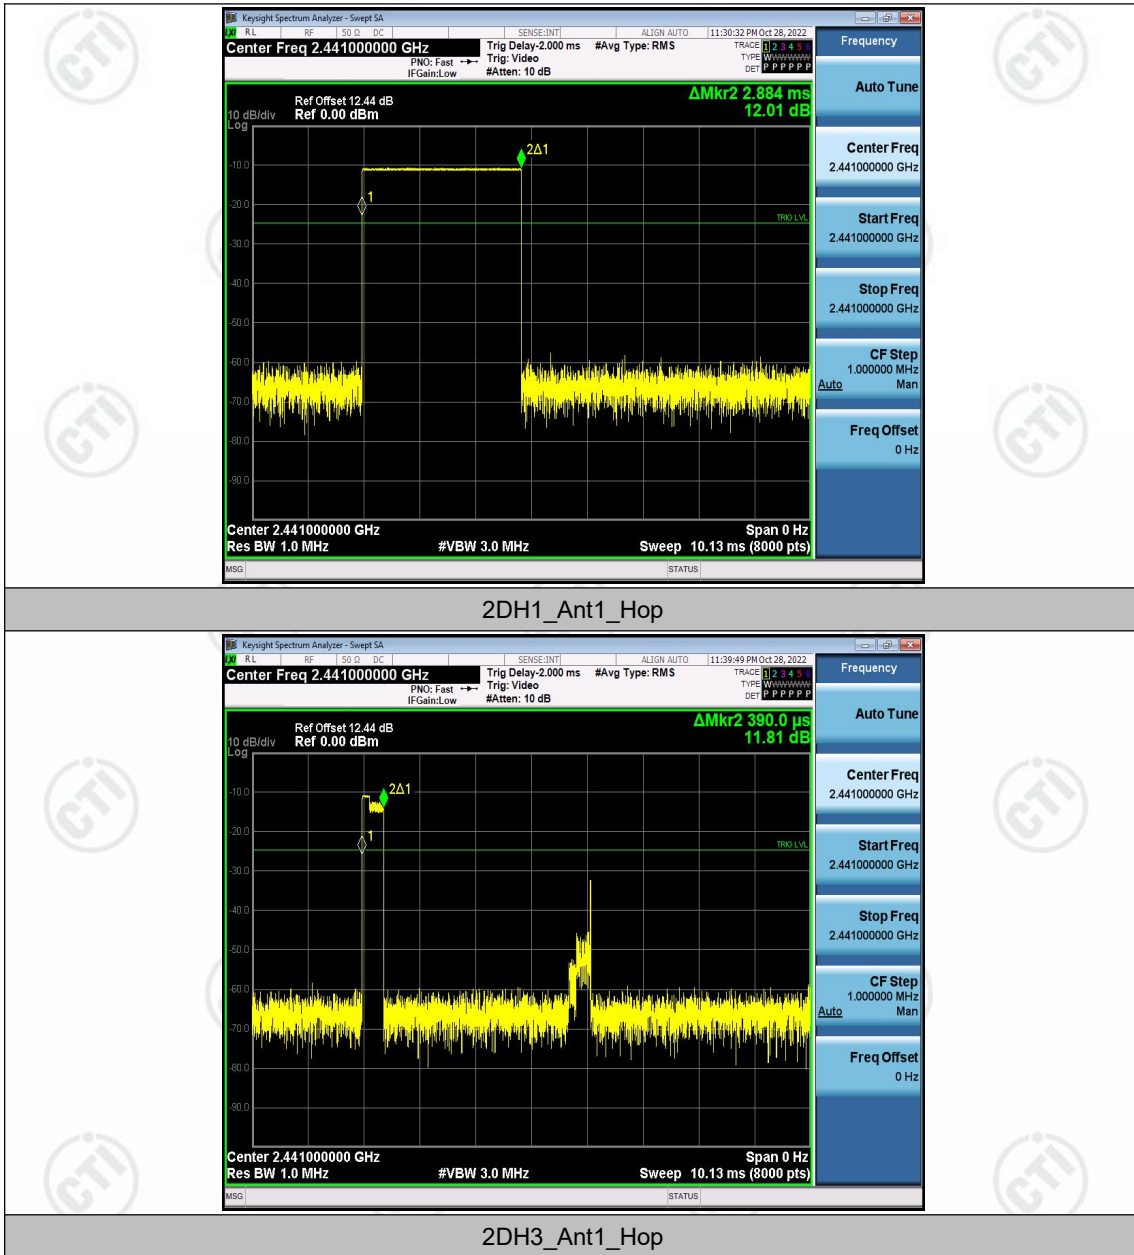 Keysight Spectrum Analyzer - Swept SA
LXI RL RF 50 Ω DC SENSE:INT ALIGN AUTO 11:30:32 PM Oct 28, 2022
Center Freq 2.441000000 GHz
PNO: Fast
IFGain:Low
Trig Delay-2.000 ms
Trig: Video
#Atten: 10 dB
#Avg Type: RMS
TRACE 1 2 3 4 5 6
TYPE WWWWWW
DET P P P P P P
Frequency
Auto Tune
Center Freq
2.441000000 GHz
Start Freq
2.441000000 GHz
Stop Freq
2.441000000 GHz
CF Step
1.000000 MHz
Auto Man
Freq Offset
0 Hz
ΔMkr2 2.884 ms
12.01 dB
Ref Offset 12.44 dB
10 dB/div Ref 0.00 dBm
Log
2Δ1
1
TRIG LVL
-10.0
-20.0
-30.0
-40.0
-50.0
-60.0
-70.0
-80.0
-90.0
Center 2.441000000 GHz Span 0 Hz
Res BW 1.0 MHz #VBW 3.0 MHz Sweep 10.13 ms (8000 pts)
MSG STATUS
2DH1_Ant1_Hop
Keysight Spectrum Analyzer - Swept SA
LXI RL RF 50 Ω DC SENSE:INT ALIGN AUTO 11:39:49 PM Oct 28, 2022
Center Freq 2.441000000 GHz
PNO: Fast
IFGain:Low
Trig Delay-2.000 ms
Trig: Video
#Atten: 10 dB
#Avg Type: RMS
TRACE 1 2 3 4 5 6
TYPE WWWWWW
DET P P P P P P
Frequency
Auto Tune
Center Freq
2.441000000 GHz
Start Freq
2.441000000 GHz
Stop Freq
2.441000000 GHz
CF Step
1.000000 MHz
Auto Man
Freq Offset
0 Hz
ΔMkr2 390.0 µs
11.81 dB
Ref Offset 12.44 dB
10 dB/div Ref 0.00 dBm
Log
2Δ1
1
TRIG LVL
-10.0
-20.0
-30.0
-40.0
-50.0
-60.0
-70.0
-80.0
-90.0
Center 2.441000000 GHz Span 0 Hz
Res BW 1.0 MHz #VBW 3.0 MHz Sweep 10.13 ms (8000 pts)
MSG STATUS
2DH3_Ant1_Hop
CTI
CTI
CTI
CTI
CTI
CTI
CTI
CTI